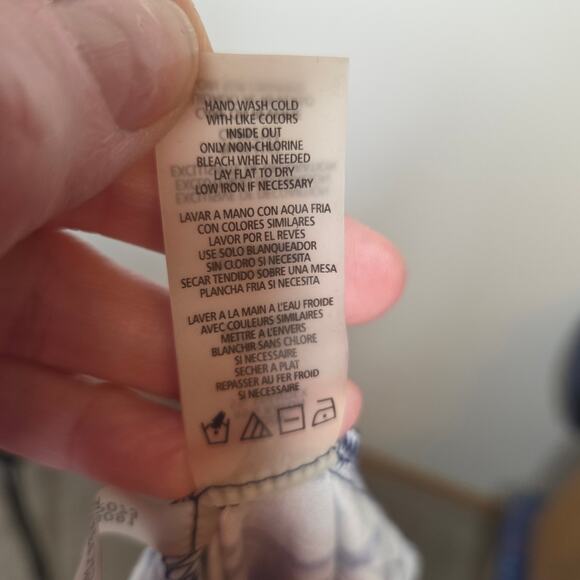 HAND WASH COLD
WITH LIKE COLORS
INSIDE OUT
ONLY NON-CHLORINE
BLEACH WHEN NEEDED
LAY FLAT TO DRY
LOW IRON IF NECESSARY
LAVAR A MANO CON AQUA FRIA
CON COLORES SIMILARES
LAVOR POR EL REVES
USE SOLO BLANQUEADOR
SIN CLORO SI NECESITA
SECAR TENDIDO SOBRE UNA MESA
PLANCHA FRIA SI NECESITA
LAVER A LA MAIN A L'EAU FROIDE
AVEC COULEURS SIMILAIRES
METTRE A L'ENVERS
BLANCHIR SANS CHLORE
SI NECESSAIRE
SECHER A PLAT
REPASSER AU FER FROID
SI NECESSAIRE